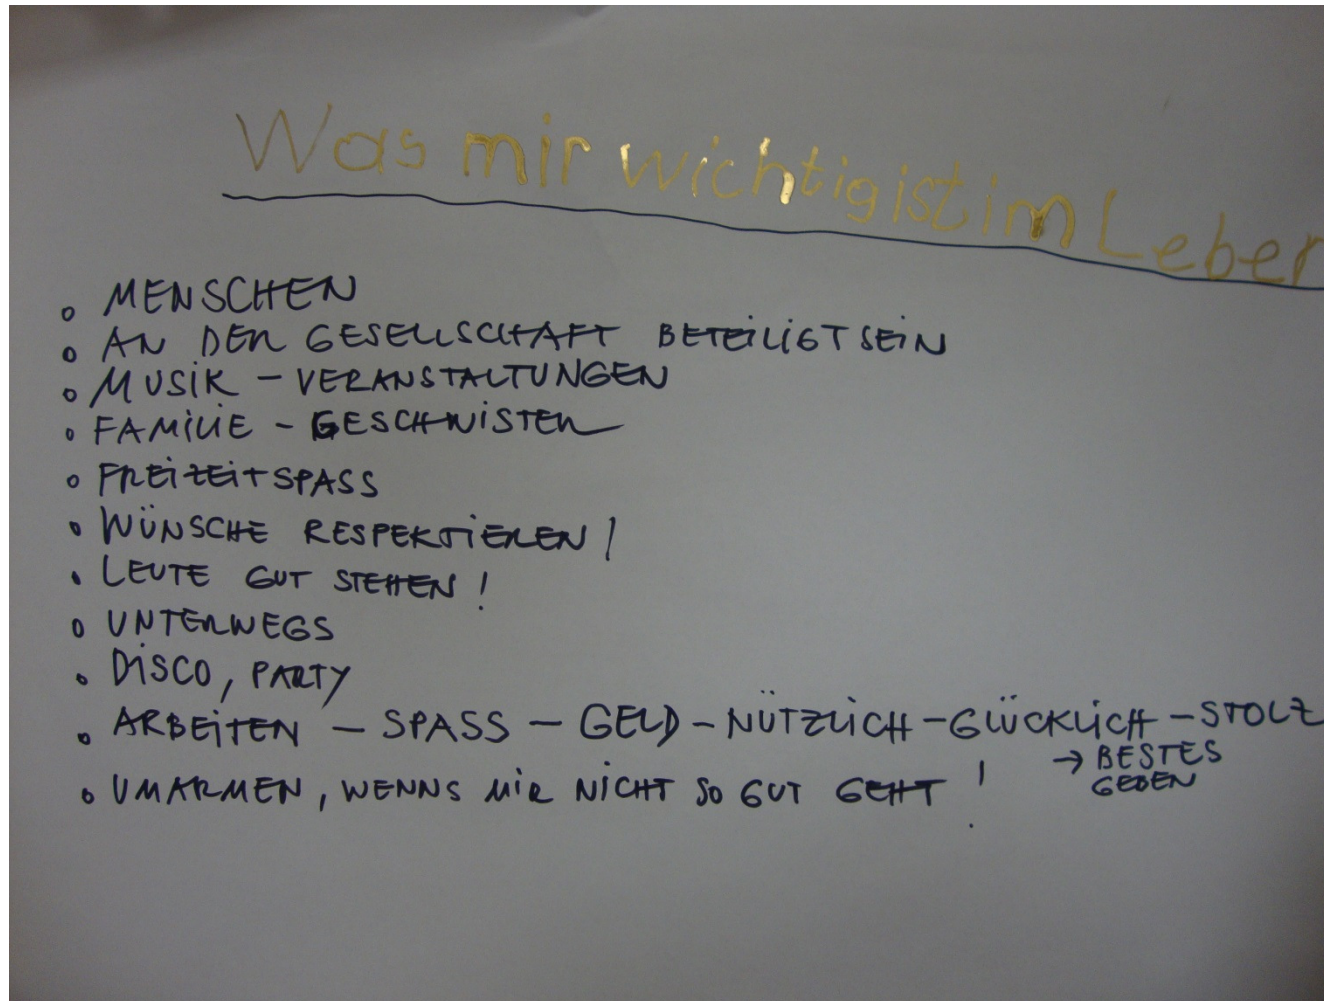 Was mir wichtig ist im Leben
• MENSCHEN
• AN DER GESELLSCHAFT BETEILIGT SEIN
• MUSIK – VERANSTALTUNGEN
• FAMILIE – GESCHWISTER
• FREIZEITSPASS
• WÜNSCHE RESPEKTIEREN!
• LEUTE GUT STEHEN!
• UNTERWEGS
• DISCO, PARTY
• ARBEITEN – SPASS – GELD – NÜTZLICH – GLÜCKLICH – STOLZ
→ BESTES
GEBEN
• UMARMEN, WENNS MIR NICHT SO GUT GEHT!